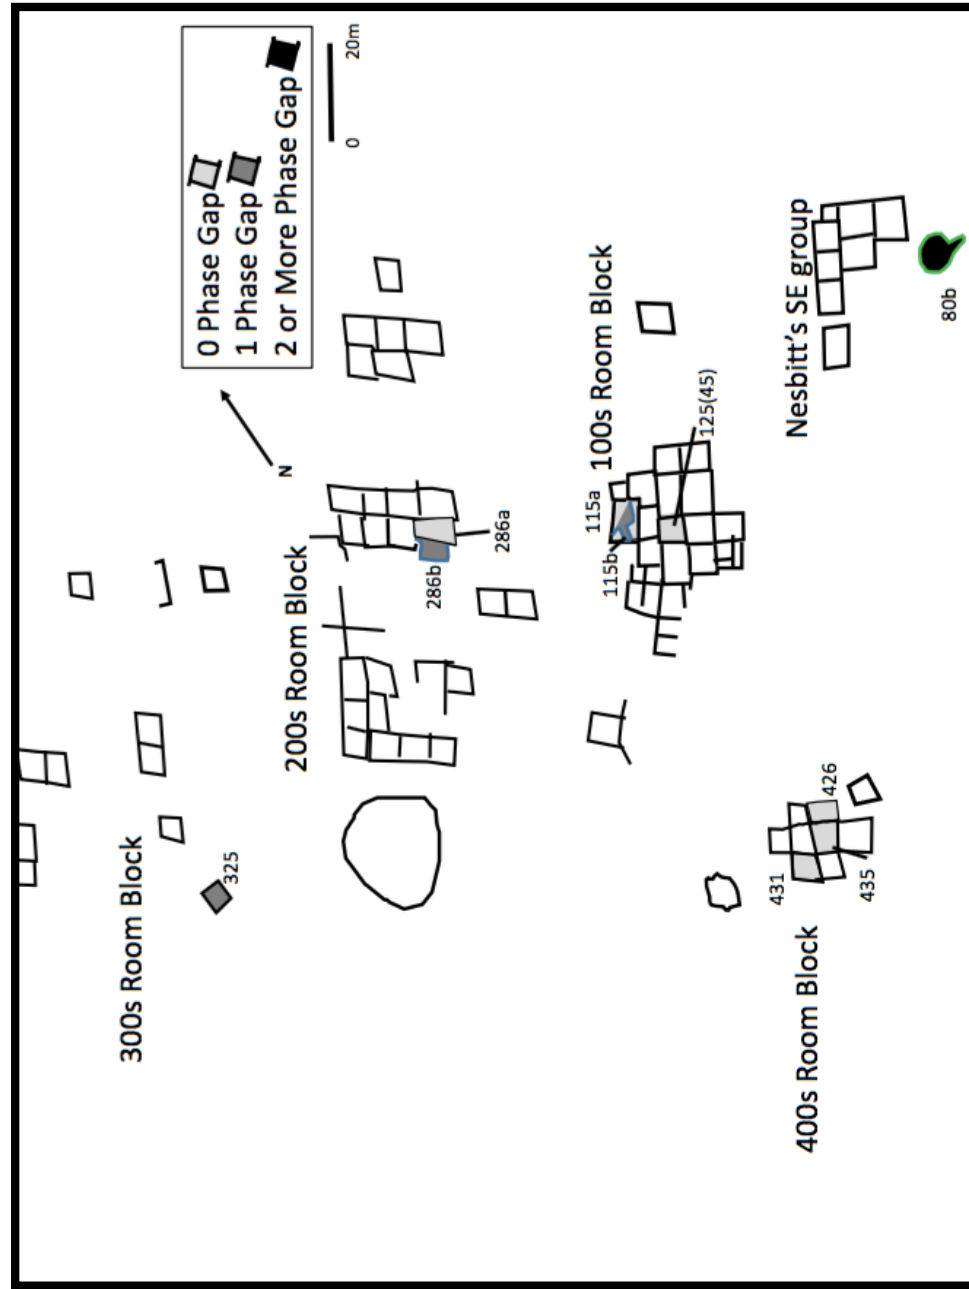 0 Phase Gap
1 Phase Gap
2 or More Phase Gap
0
20m
N
300s Room Block
325
200s Room Block
286b
286a
100s Room Block
115a
115b
125(45)
Nesbitt's SE group
80b
400s Room Block
431
426
435